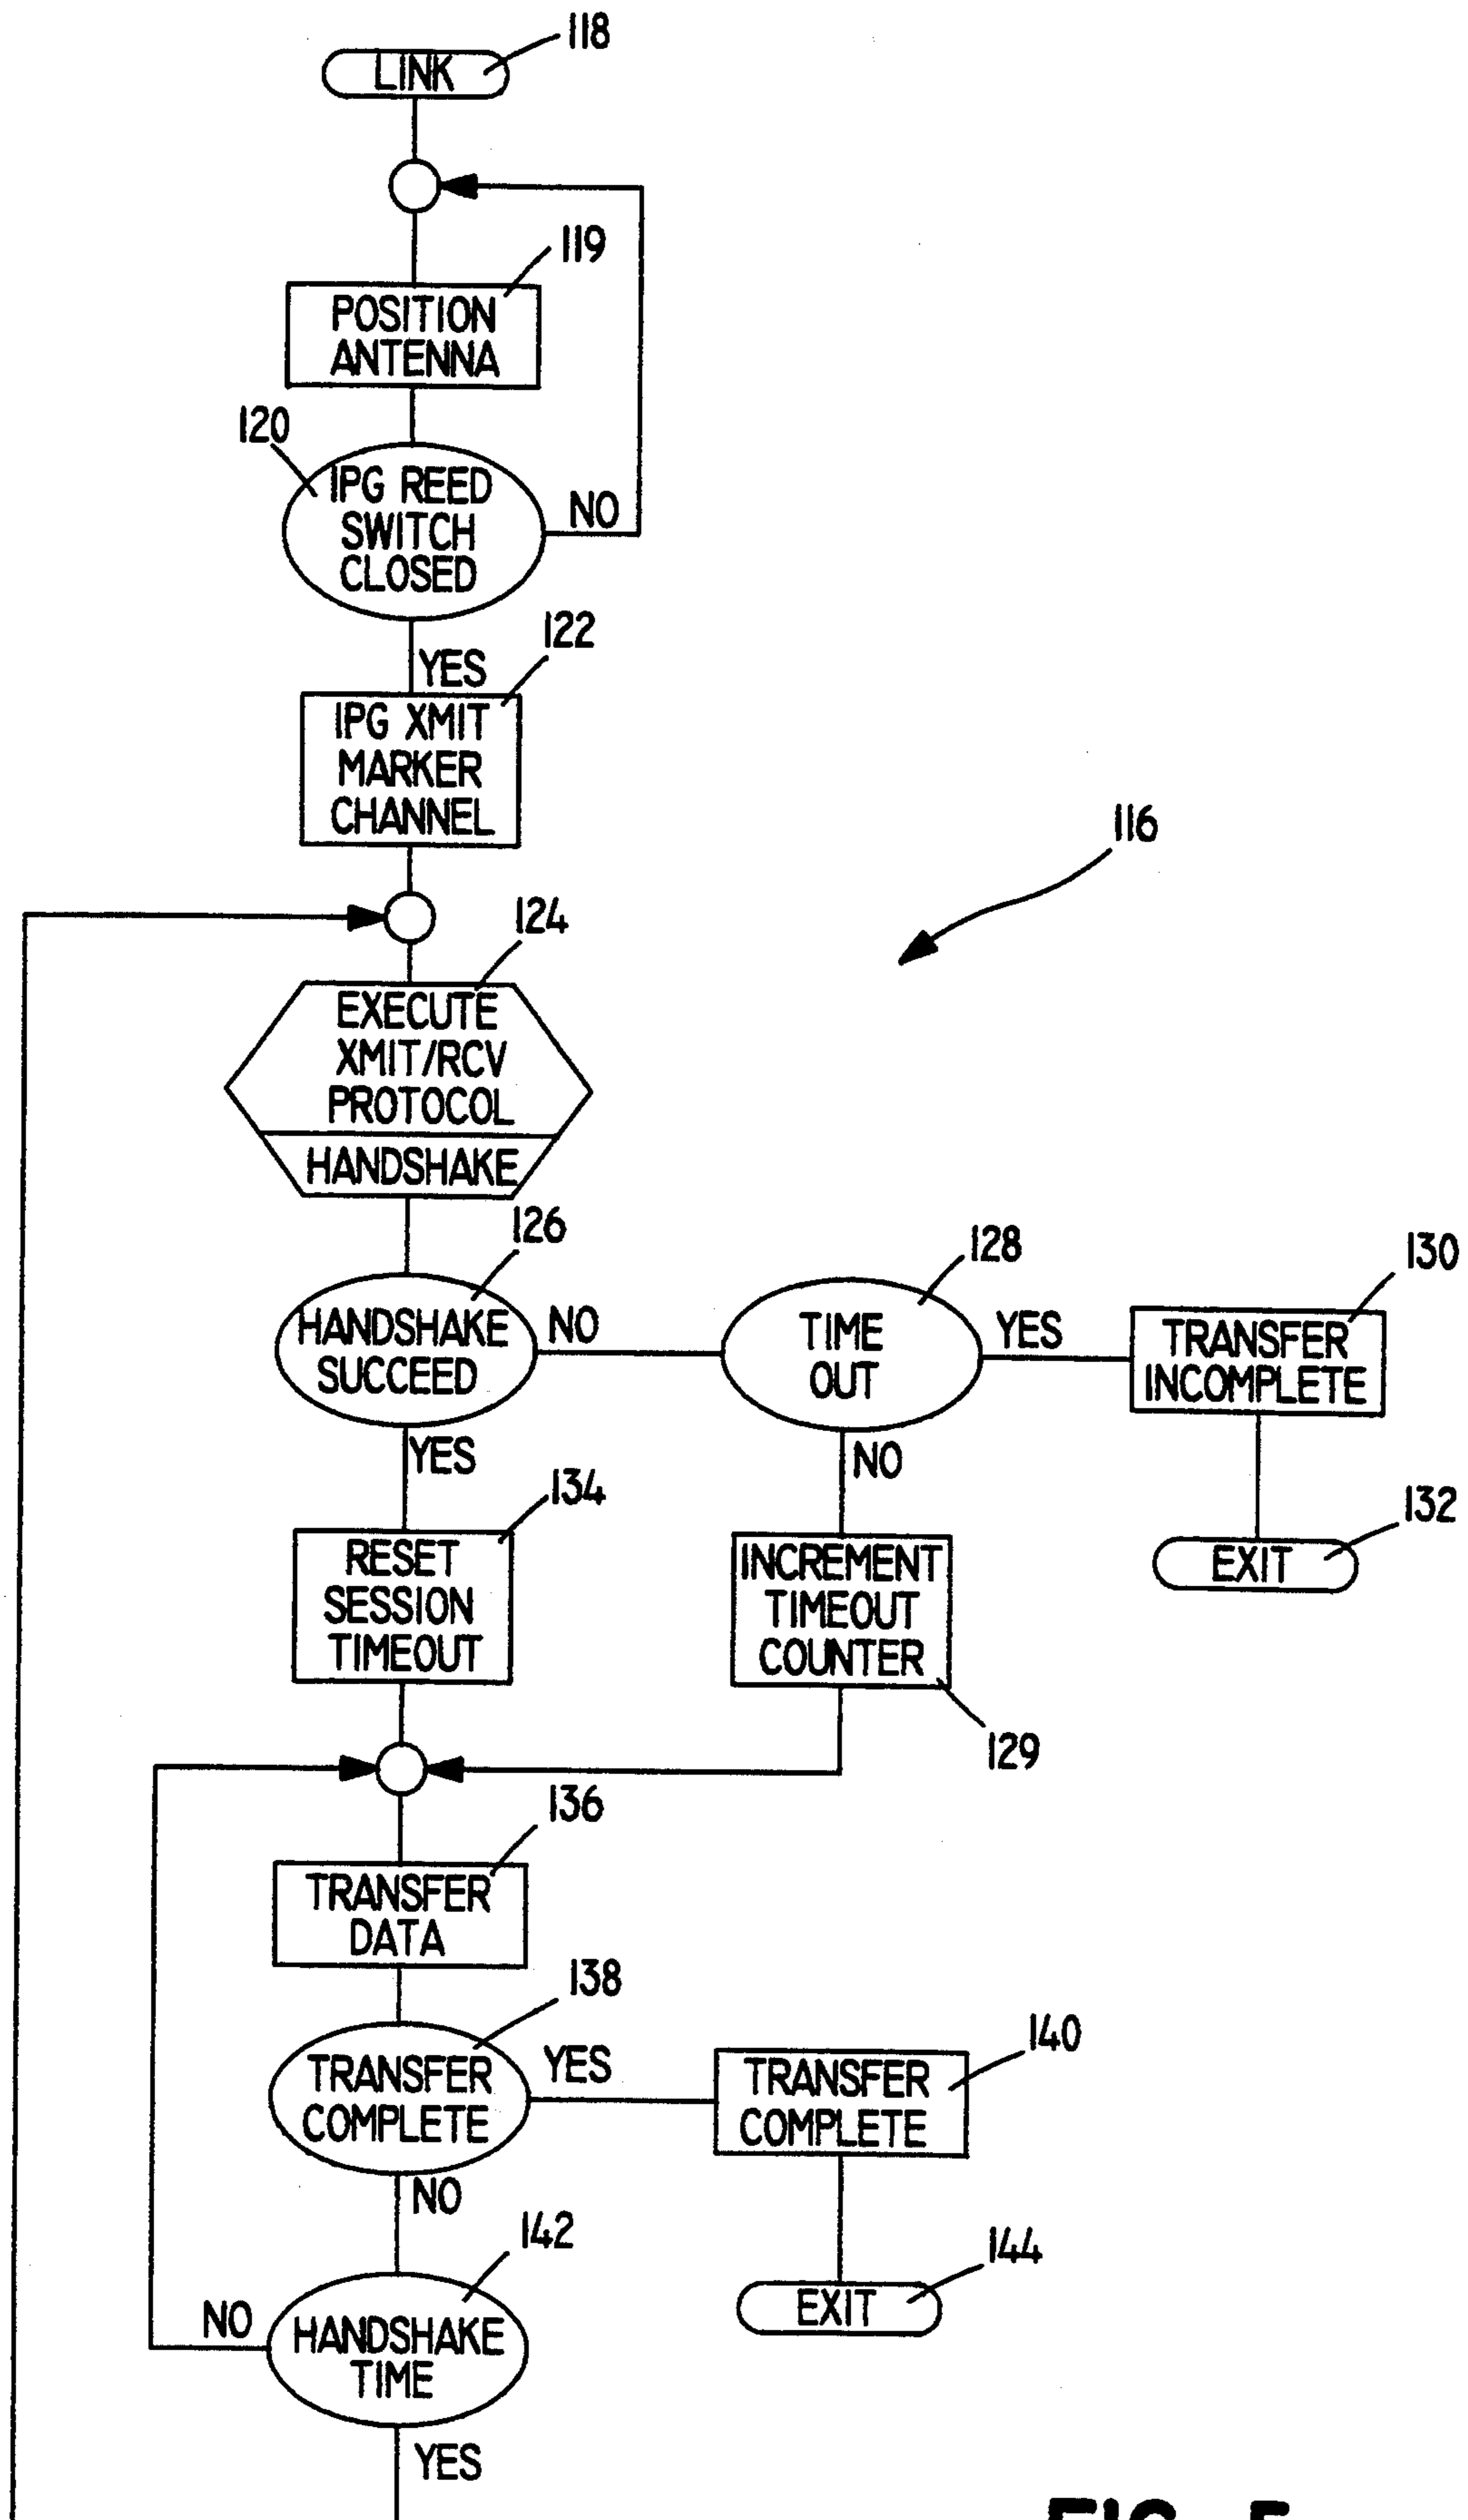 118
LINK
119
POSITION
ANTENNA
120
IPG REED
SWITCH
CLOSED
NO
122
YES
IPG XMIT
MARKER
CHANNEL
116
124
EXECUTE
XMIT/RCV
PROTOCOL
HANDSHAKE
126
HANDSHAKE
SUCCEED
NO
128
TIME
OUT
YES
130
TRANSFER
INCOMPLETE
YES
NO
132
EXIT
134
RESET
SESSION
TIMEOUT
INCREMENT
TIMEOUT
COUNTER
129
136
TRANSFER
DATA
138
TRANSFER
COMPLETE
YES
140
TRANSFER
COMPLETE
NO
142
144
EXIT
NO
HANDSHAKE
TIME
YES